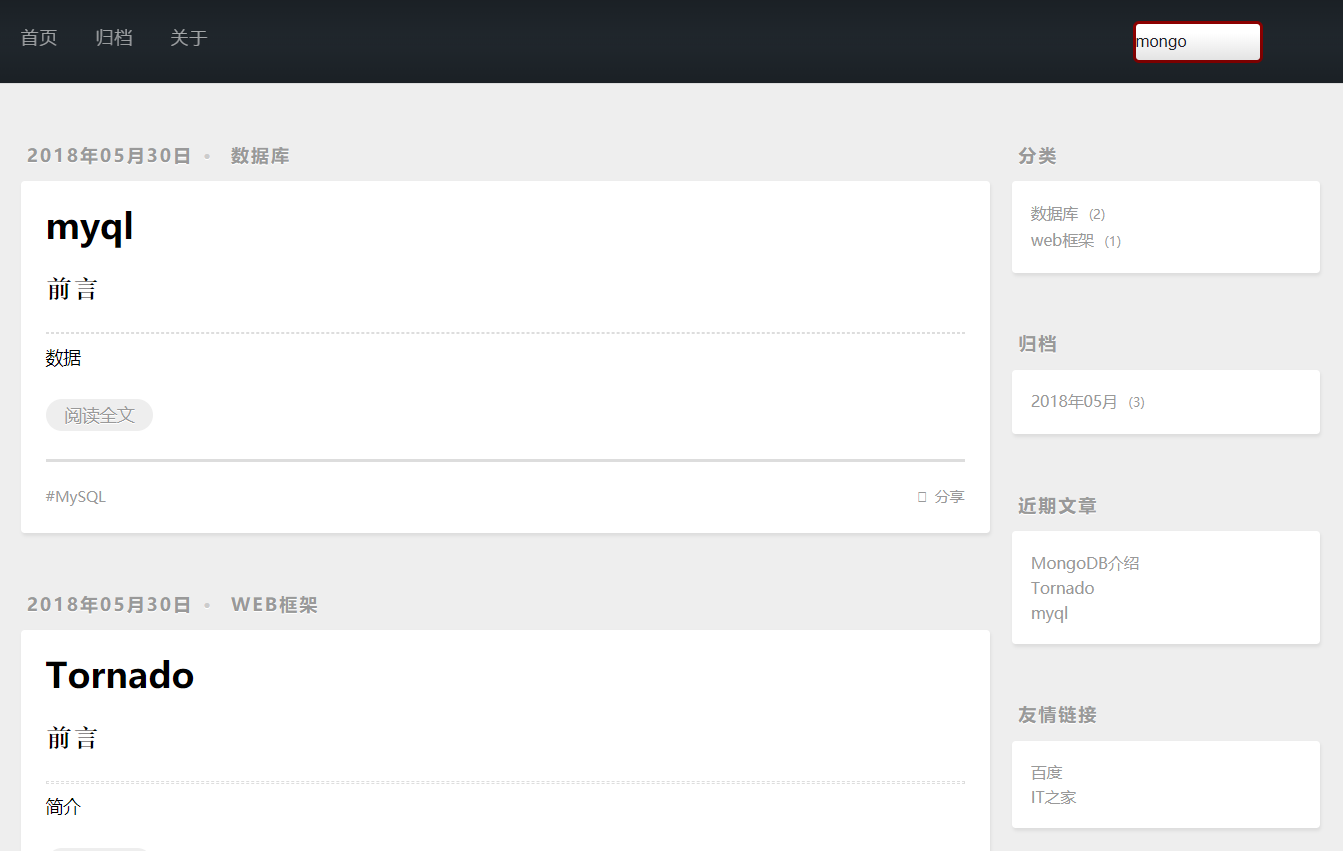 首页 归档 关于 mongo
2018年05月30日 • 数据库
myql
前言
数据
阅读全文
#MySQL 分享
2018年05月30日 • WEB框架
Tornado
前言
简介
分类
数据库 (2)
web框架 (1)
归档
2018年05月 (3)
近期文章
MongoDB介绍
Tornado
myql
友情链接
百度
IT之家